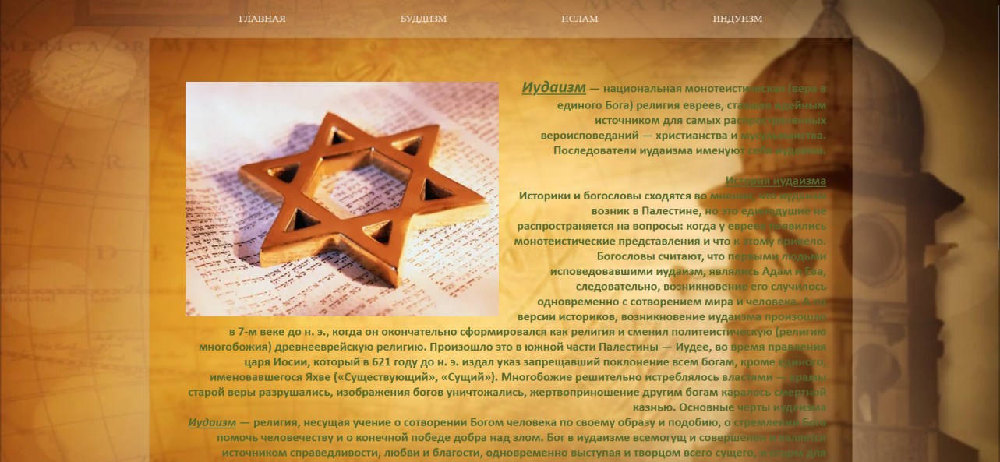 ГЛАВНАЯ БУДДИЗМ ИСЛАМ ИНДУИЗМ
MAR
AMERICA OR MEX
MAR
DE
Иудаизм — национальная монотеистическая (вера в
единого Бога) религия евреев, ставшая идейным
источником для самых распространенных
вероисповеданий — христианства и мусульманства.
Последователи иудаизма именуют себя иудеями.
История иудаизма
Историки и богословы сходятся во мнении, что иудаизм
возник в Палестине, но это единодушие не
распространяется на вопросы: когда у евреев появились
монотеистические представления и что к этому привело.
Богословы считают, что первыми людьми
исповедовавшими иудаизм, являлись Адам и Ева,
следовательно, возникновение его случилось
одновременно с сотворением мира и человека. А по
версии историков, возникновение иудаизма произошло
в 7-м веке до н. э., когда он окончательно сформировался как религия и сменил политеистическую (религию
многобожия) древнееврейскую религию. Произошло это в южной части Палестины — Иудее, во время правления
царя Иосии, который в 621 году до н. э. издал указ запрещавший поклонение всем богам, кроме единого,
именовавшегося Яхве («Существующий», «Сущий»). Многобожие решительно истреблялось властями — храмы
старой веры разрушались, изображения богов уничтожались, жертвоприношение другим богам каралось смертной
казнью. Основные черты иудаизма
Иудаизм — религия, несущая учение о сотворении Богом человека по своему образу и подобию, о стремлении Бога
помочь человечеству и о конечной победе добра над злом. Бог в иудаизме всемогущ и совершенен и является
источником справедливости, любви и благости, одновременно выступая и творцом всего сущего, и отцом для